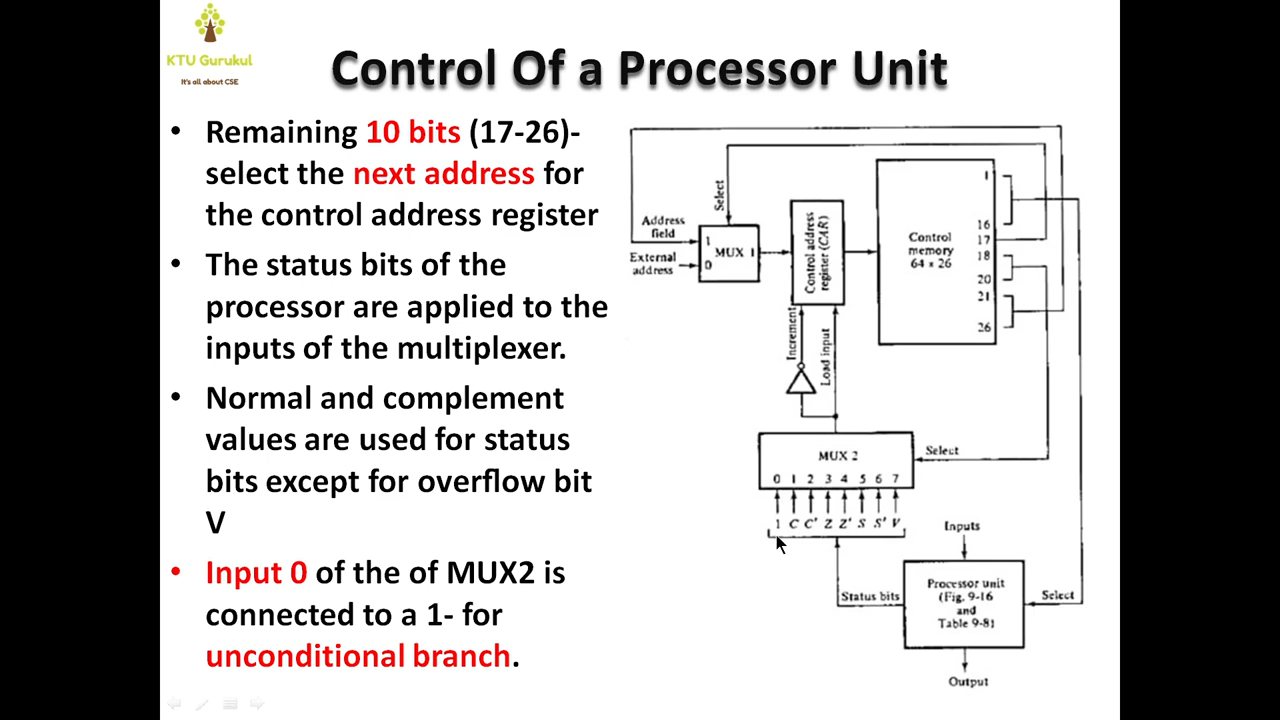 KTU Gurukul
It's all about CSE
Control Of a Processor Unit
• Remaining 10 bits (17-26)-
select the next address for
the control address register
• The status bits of the
processor are applied to the
inputs of the multiplexer.
• Normal and complement
values are used for status
bits except for overflow bit
V
• Input 0 of the of MUX2 is
connected to a 1- for
unconditional branch.
Select
Address
field
External
address
1
0
MUX 1
Control address
register (CAR)
Control
memory
64 × 26
1
16
17
18
20
21
26
Increment
Load input
MUX 2
Select
0 1 2 3 4 5 6 7
1 C C' Z Z' S S' V
Status bits
Inputs
Processor unit
(Fig. 9-16
and
Table 9-8)
Select
Output